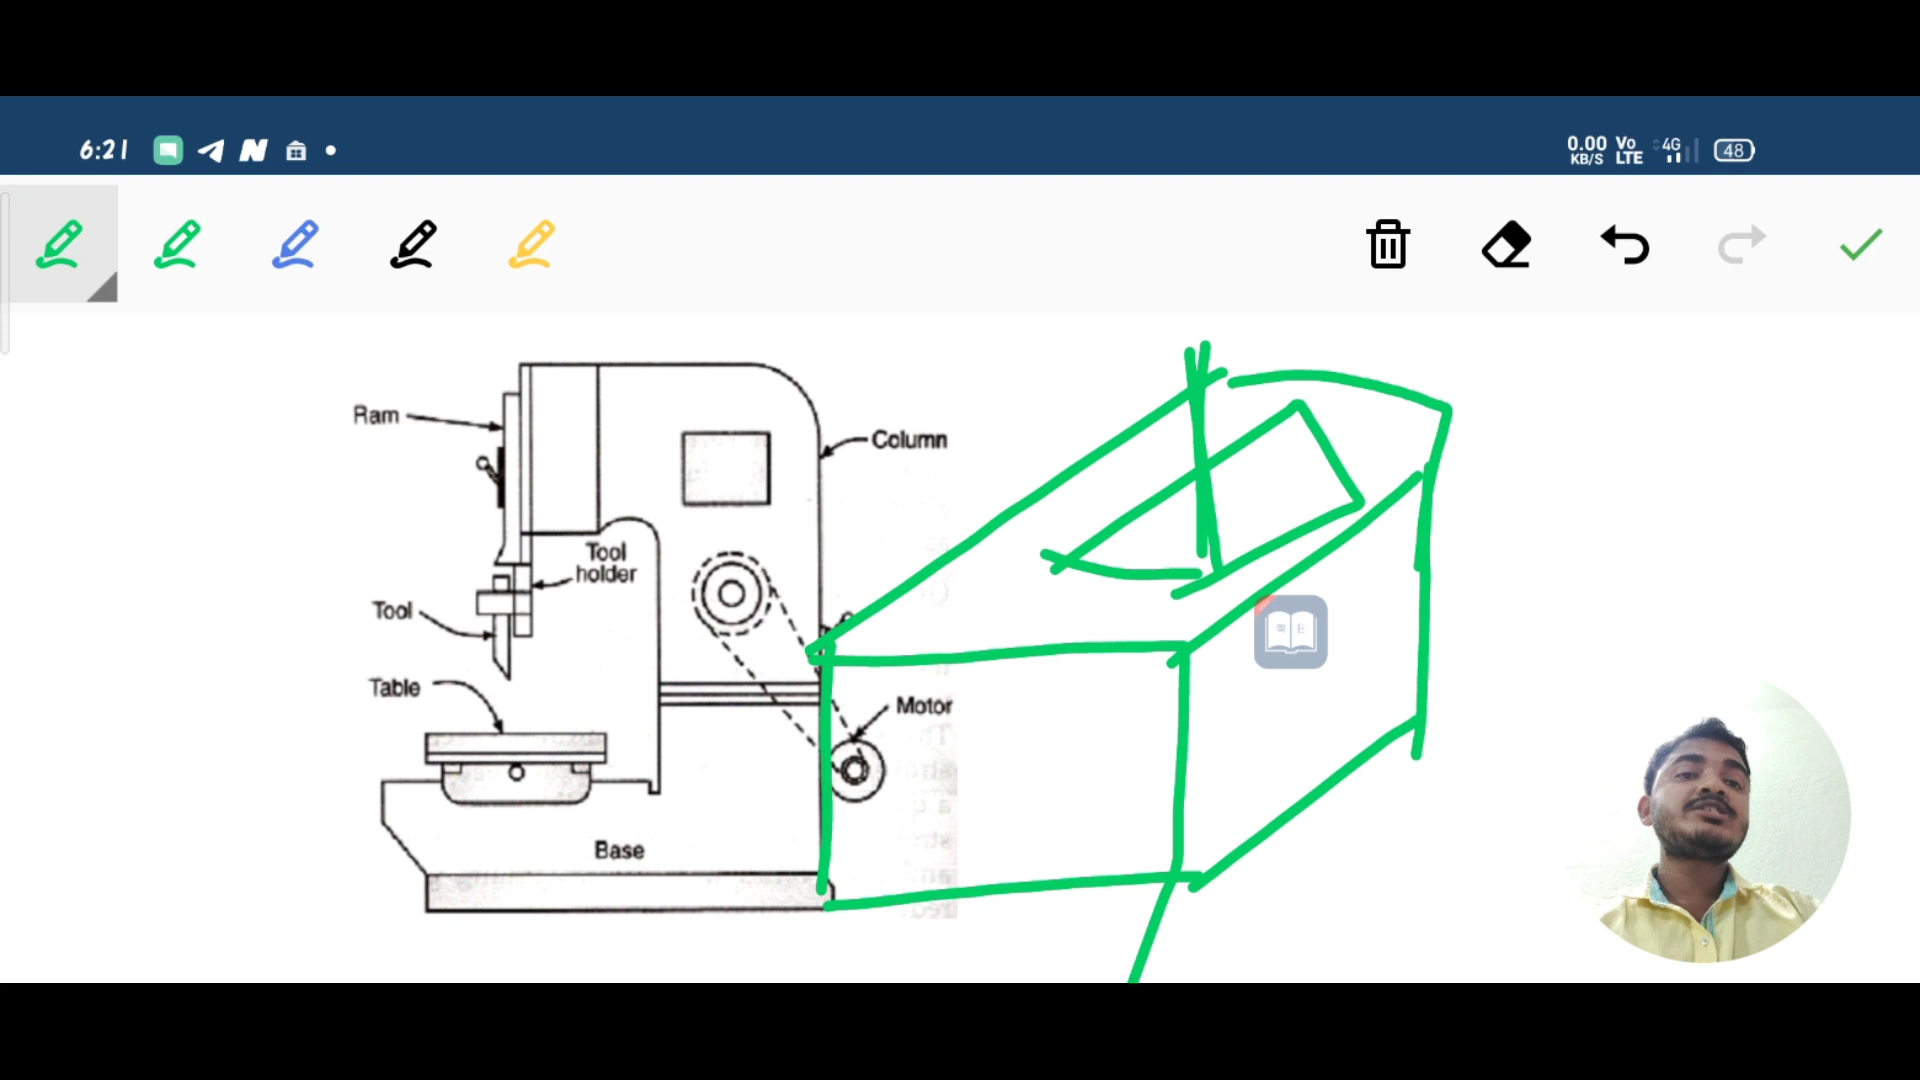 6:21
0.00 KB/S
Vo LTE
4G
48
Ram
Column
Tool
holder
Tool
Table
Motor
Base
अ E